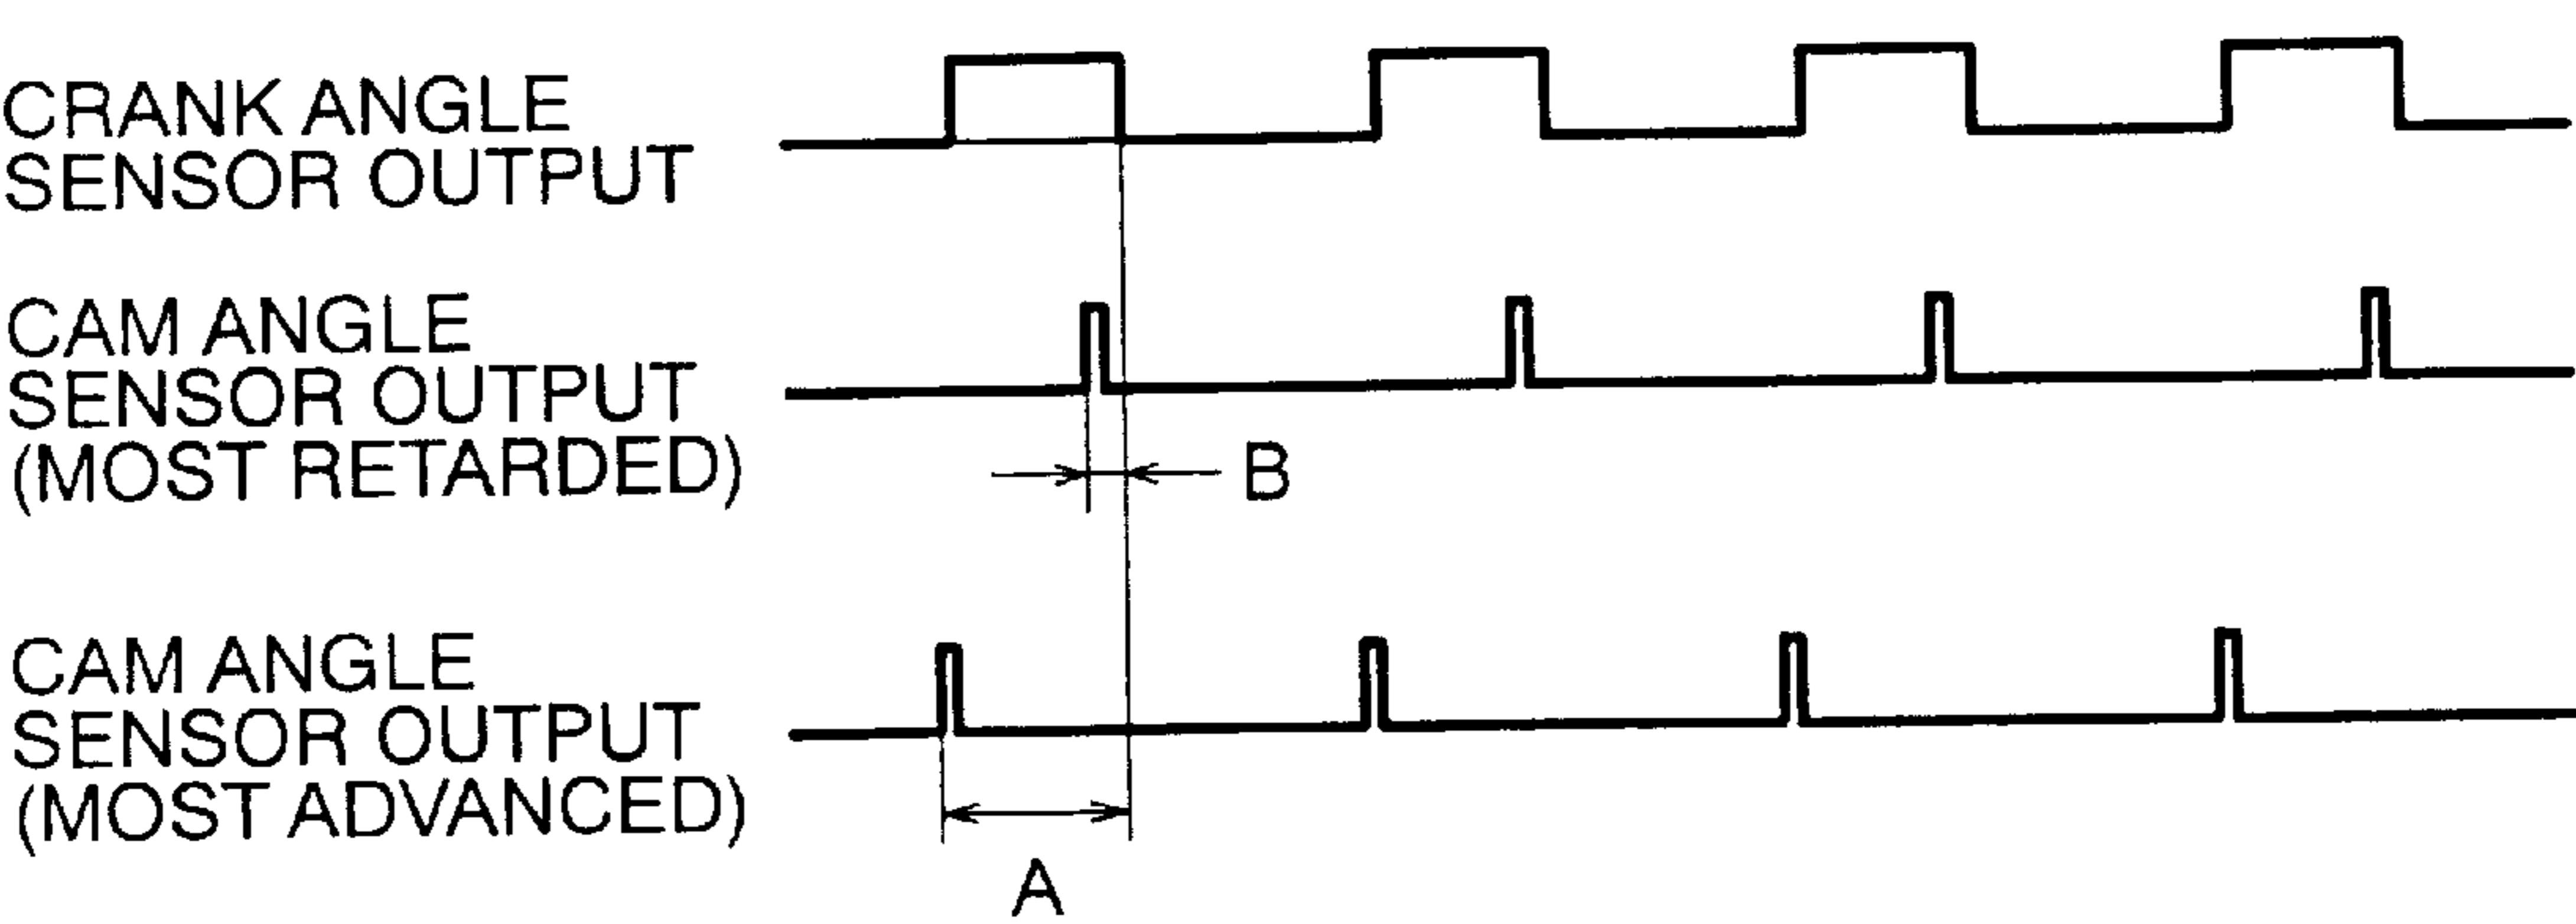 CRANK ANGLE
SENSOR OUTPUT
CAM ANGLE
SENSOR OUTPUT
(MOST RETARDED)
B
CAM ANGLE
SENSOR OUTPUT
(MOST ADVANCED)
A